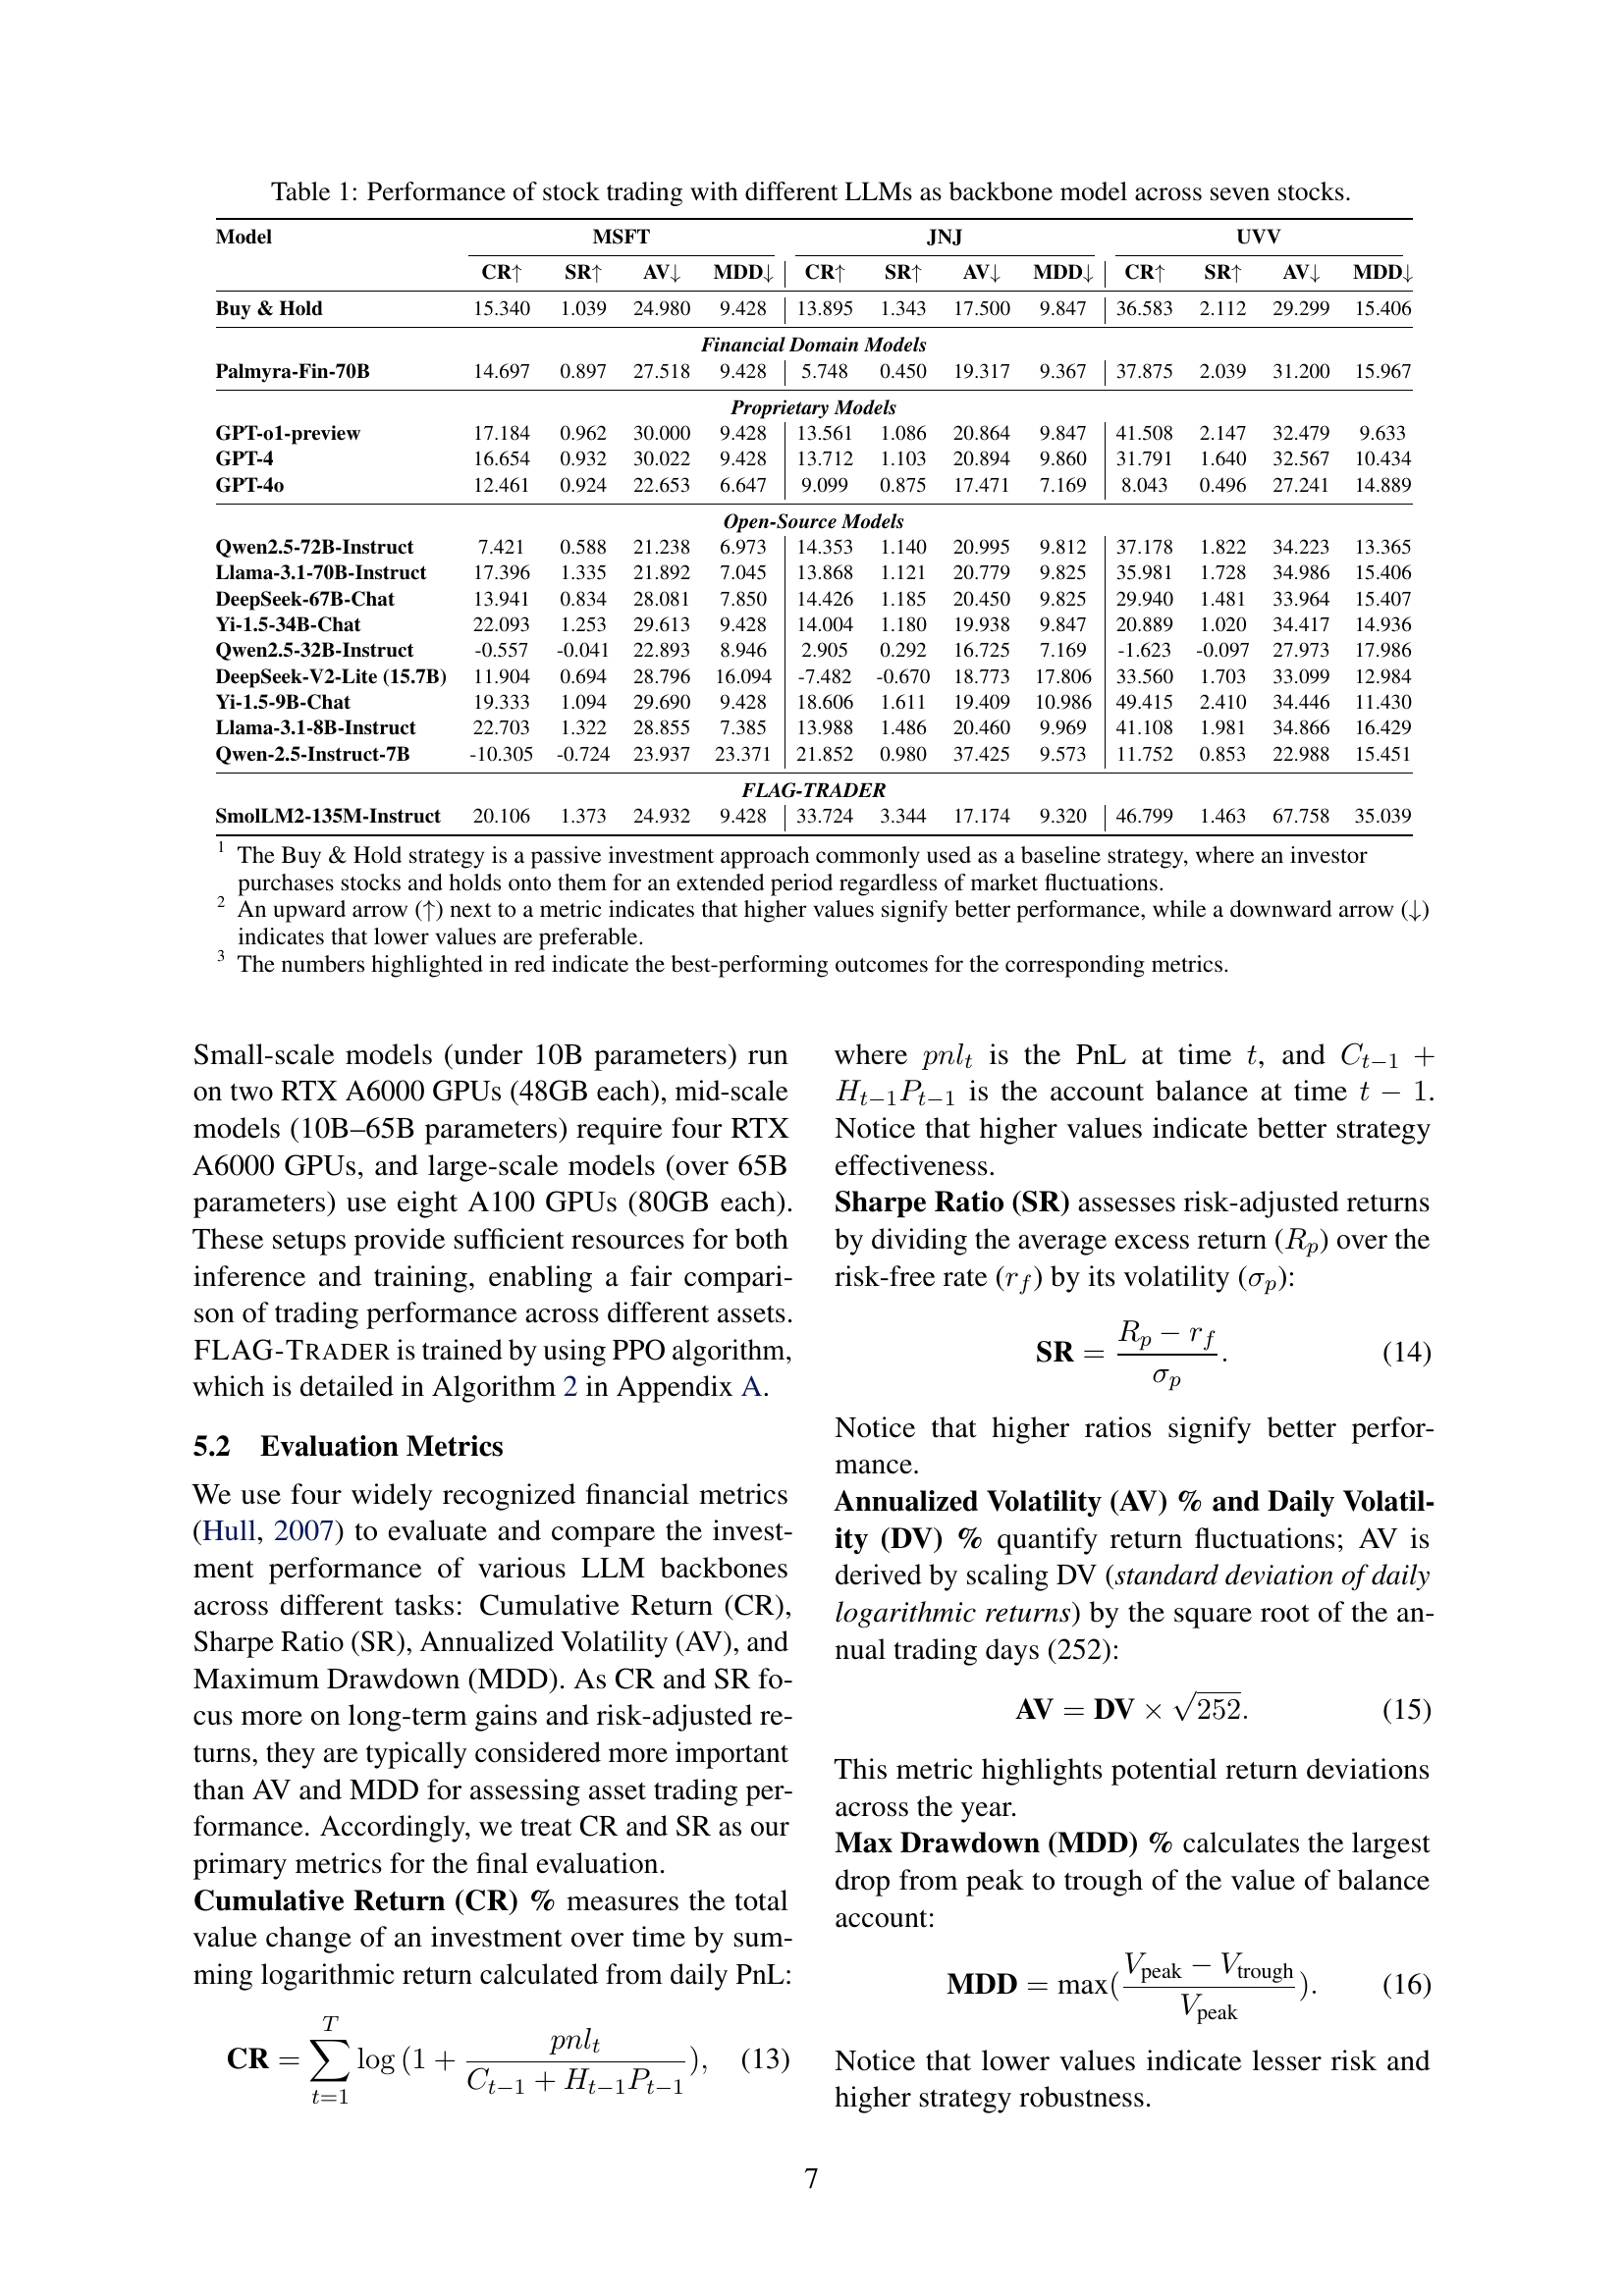 Table 1: Performance of stock trading with different LLMs as backbone model across seven stocks.
Model MSFT JNJ UVV
CR↑ SR↑ AV↓ MDD↓ CR↑ SR↑ AV↓ MDD↓ CR↑ SR↑ AV↓ MDD↓
Buy & Hold 15.340 1.039 24.980 9.428 13.895 1.343 17.500 9.847 36.583 2.112 29.299 15.406
Financial Domain Models
Palmyra-Fin-70B 14.697 0.897 27.518 9.428 5.748 0.450 19.317 9.367 37.875 2.039 31.200 15.967
Proprietary Models
GPT-o1-preview 17.184 0.962 30.000 9.428 13.561 1.086 20.864 9.847 41.508 2.147 32.479 9.633
GPT-4 16.654 0.932 30.022 9.428 13.712 1.103 20.894 9.860 31.791 1.640 32.567 10.434
GPT-4o 12.461 0.924 22.653 6.647 9.099 0.875 17.471 7.169 8.043 0.496 27.241 14.889
Open-Source Models
Qwen2.5-72B-Instruct 7.421 0.588 21.238 6.973 14.353 1.140 20.995 9.812 37.178 1.822 34.223 13.365
Llama-3.1-70B-Instruct 17.396 1.335 21.892 7.045 13.868 1.121 20.779 9.825 35.981 1.728 34.986 15.406
DeepSeek-67B-Chat 13.941 0.834 28.081 7.850 14.426 1.185 20.450 9.825 29.940 1.481 33.964 15.407
Yi-1.5-34B-Chat 22.093 1.253 29.613 9.428 14.004 1.180 19.938 9.847 20.889 1.020 34.417 14.936
Qwen2.5-32B-Instruct -0.557 -0.041 22.893 8.946 2.905 0.292 16.725 7.169 -1.623 -0.097 27.973 17.986
DeepSeek-V2-Lite (15.7B) 11.904 0.694 28.796 16.094 -7.482 -0.670 18.773 17.806 33.560 1.703 33.099 12.984
Yi-1.5-9B-Chat 19.333 1.094 29.690 9.428 18.606 1.611 19.409 10.986 49.415 2.410 34.446 11.430
Llama-3.1-8B-Instruct 22.703 1.322 28.855 7.385 13.988 1.486 20.460 9.969 41.108 1.981 34.866 16.429
Qwen-2.5-Instruct-7B -10.305 -0.724 23.937 23.371 21.852 0.980 37.425 9.573 11.752 0.853 22.988 15.451
FLAG-TRADER
SmolLM2-135M-Instruct 20.106 1.373 24.932 9.428 33.724 3.344 17.174 9.320 46.799 1.463 67.758 35.039
1 The Buy & Hold strategy is a passive investment approach commonly used as a baseline strategy, where an investor
purchases stocks and holds onto them for an extended period regardless of market fluctuations.
2 An upward arrow (↑) next to a metric indicates that higher values signify better performance, while a downward arrow (↓)
indicates that lower values are preferable.
3 The numbers highlighted in red indicate the best-performing outcomes for the corresponding metrics.
Small-scale models (under 10B parameters) run
on two RTX A6000 GPUs (48GB each), mid-scale
models (10B–65B parameters) require four RTX
A6000 GPUs, and large-scale models (over 65B
parameters) use eight A100 GPUs (80GB each).
These setups provide sufficient resources for both
inference and training, enabling a fair compari-
son of trading performance across different assets.
FLAG-TRADER is trained by using PPO algorithm,
which is detailed in Algorithm 2 in Appendix A.
5.2 Evaluation Metrics
We use four widely recognized financial metrics
(Hull, 2007) to evaluate and compare the invest-
ment performance of various LLM backbones
across different tasks: Cumulative Return (CR),
Sharpe Ratio (SR), Annualized Volatility (AV), and
Maximum Drawdown (MDD). As CR and SR fo-
cus more on long-term gains and risk-adjusted re-
turns, they are typically considered more important
than AV and MDD for assessing asset trading per-
formance. Accordingly, we treat CR and SR as our
primary metrics for the final evaluation.
Cumulative Return (CR) % measures the total
value change of an investment over time by sum-
ming logarithmic return calculated from daily PnL:
CR = ∑_{t=1}^{T} log (1 + pnl_t / (C_{t−1} + H_{t−1}P_{t−1})), (13)
where pnl_t is the PnL at time t, and C_{t−1} +
H_{t−1}P_{t−1} is the account balance at time t − 1.
Notice that higher values indicate better strategy
effectiveness.
Sharpe Ratio (SR) assesses risk-adjusted returns
by dividing the average excess return (R_p) over the
risk-free rate (r_f) by its volatility (σ_p):
SR = (R_p − r_f) / σ_p. (14)
Notice that higher ratios signify better perfor-
mance.
Annualized Volatility (AV) % and Daily Volatil-
ity (DV) % quantify return fluctuations; AV is
derived by scaling DV (standard deviation of daily
logarithmic returns) by the square root of the an-
nual trading days (252):
AV = DV × √252. (15)
This metric highlights potential return deviations
across the year.
Max Drawdown (MDD) % calculates the largest
drop from peak to trough of the value of balance
account:
MDD = max((V_peak − V_trough) / V_peak). (16)
Notice that lower values indicate lesser risk and
higher strategy robustness.
7